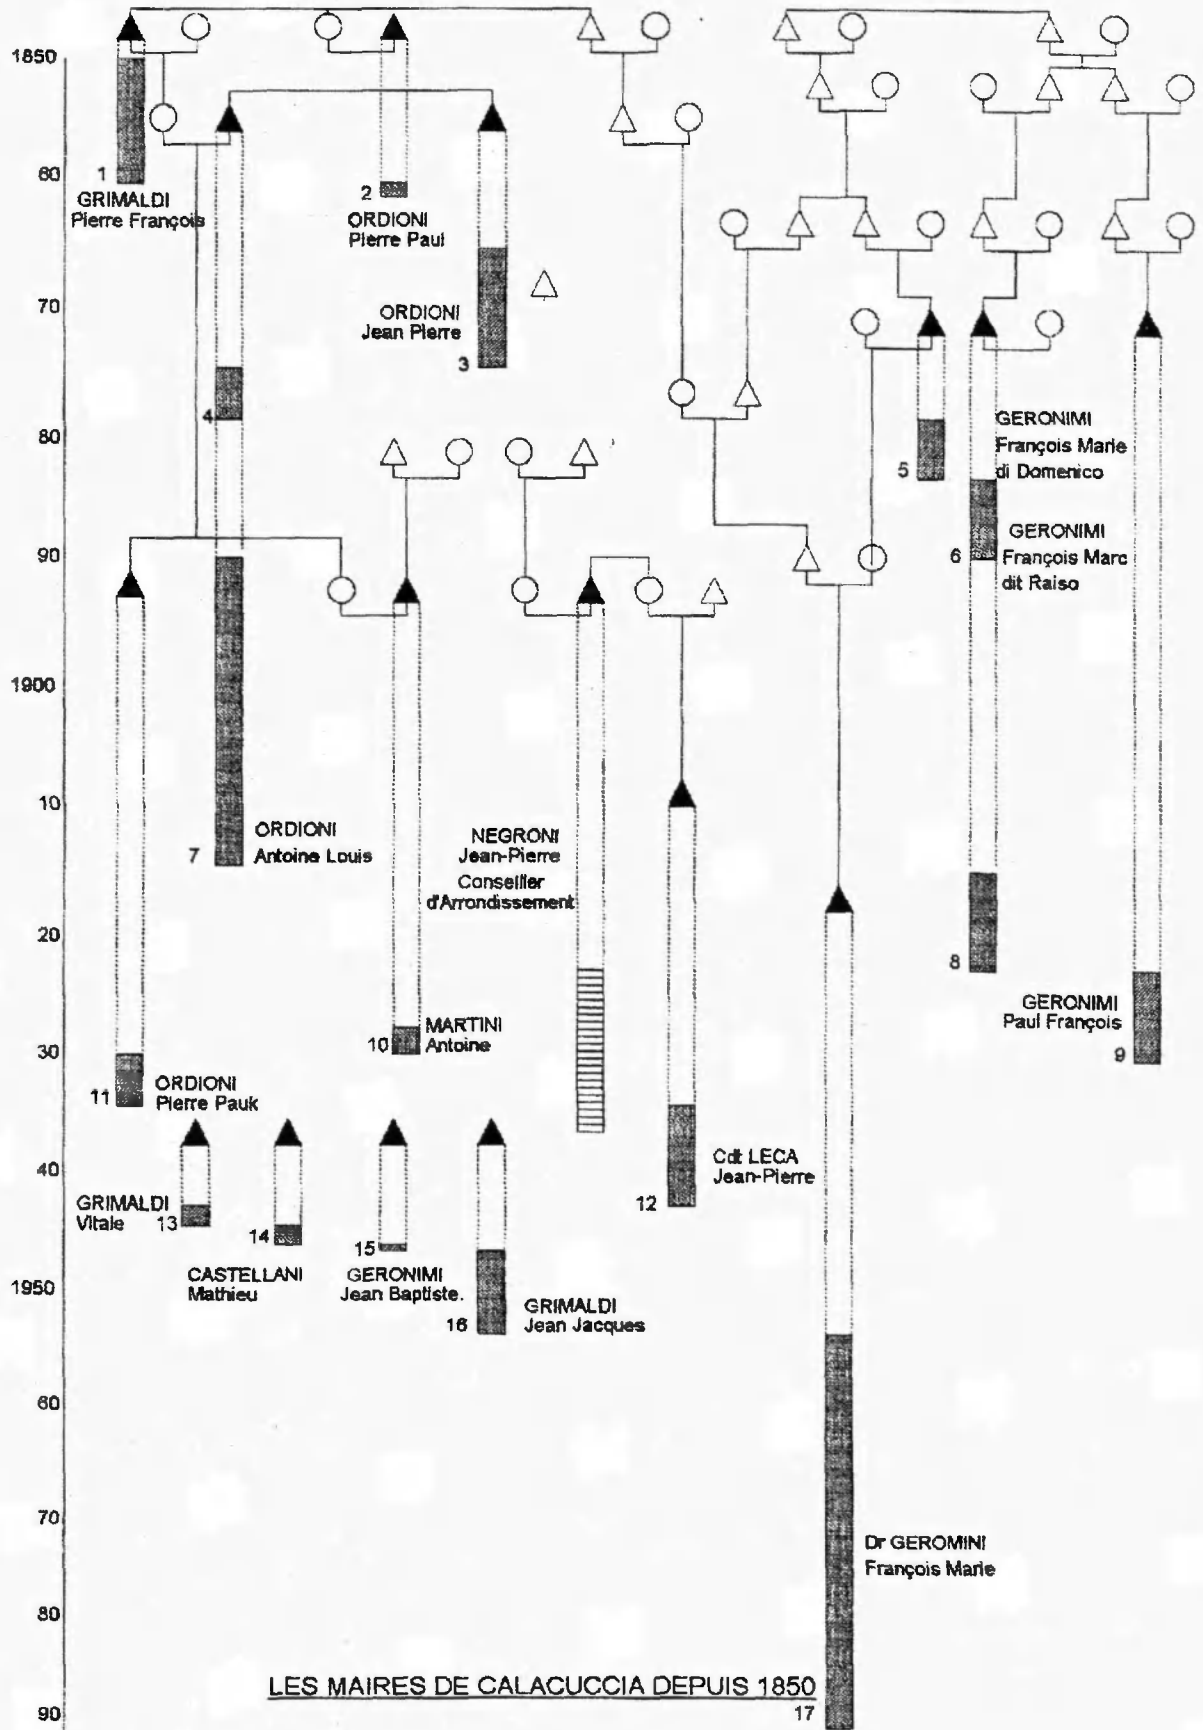 1850
1
GRIMALDI
Pierre François
60
2
ORDIONI
Pierre Paul
70
ORDIONI
Jean Pierre
3
4
80
GERONIMI
François Marie
di Domenico
5
90
GERONIMI
François Marc
dit Raiso
6
1900
10
ORDIONI
Antoine Louis
7
NEGRONI
Jean-Pierre
Conseiller
d'Arrondissement
20
8
GERONIMI
Paul François
9
MARTINI
Antoine
10
30
ORDIONI
Pierre Pauk
11
40
Cdt LECA
Jean-Pierre
12
GRIMALDI
Vitale
13
14
CASTELLANI
Mathieu
15
GERONIMI
Jean Baptiste.
1950
GRIMALDI
Jean Jacques
16
60
70
Dr GEROMINI
François Marie
80
LES MAIRES DE CALACUCCIA DEPUIS 1850
17
90